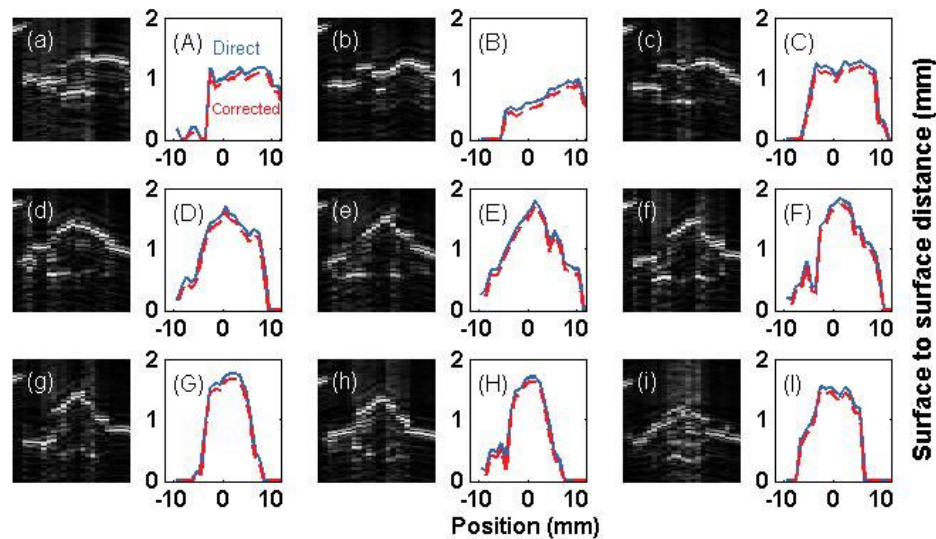 (a) (A) Direct Corrected 2 1 0 -10 0 10
(b) (B) 2 1 0 -10 0 10
(c) (C) 2 1 0 -10 0 10
(d) (D) 2 1 0 -10 0 10
(e) (E) 2 1 0 -10 0 10
(f) (F) 2 1 0 -10 0 10
(g) (G) 2 1 0 -10 0 10
(h) (H) 2 1 0 -10 0 10
(i) (I) 2 1 0 -10 0 10
Position (mm)
Surface to surface distance (mm)